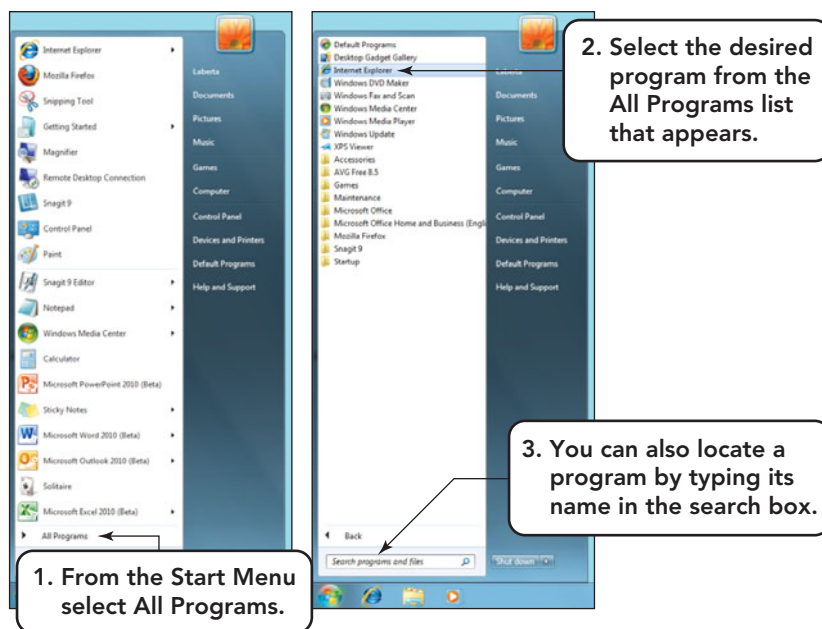 Internet Explorer
Mozilla Firefox
Snipping Tool
Getting Started
Magnifier
Remote Desktop Connection
Snagit 9
Control Panel
Paint
Snagit 9 Editor
Notepad
Windows Media Center
Calculator
Microsoft PowerPoint 2010 (Beta)
Sticky Notes
Microsoft Word 2010 (Beta)
Microsoft Outlook 2010 (Beta)
Solitaire
Microsoft Excel 2010 (Beta)
All Programs
Laberta
Documents
Pictures
Music
Games
Computer
Control Panel
Devices and Printers
Default Programs
Help and Support
1. From the Start Menu
select All Programs.
Default Programs
Desktop Gadget Gallery
Internet Explorer
Windows DVD Maker
Windows Fax and Scan
Windows Media Center
Windows Media Player
Windows Update
XPS Viewer
Accessories
AVG Free 8.5
Games
Maintenance
Microsoft Office
Microsoft Office Home and Business (Engli
Mozilla Firefox
Snagit 9
Startup
Back
Search programs and files
Laberta
Documents
Pictures
Music
Games
Computer
Control Panel
Devices and Printers
Default Programs
Help and Support
Shut down
2. Select the desired
program from the
All Programs list
that appears.
3. You can also locate a
program by typing its
name in the search box.